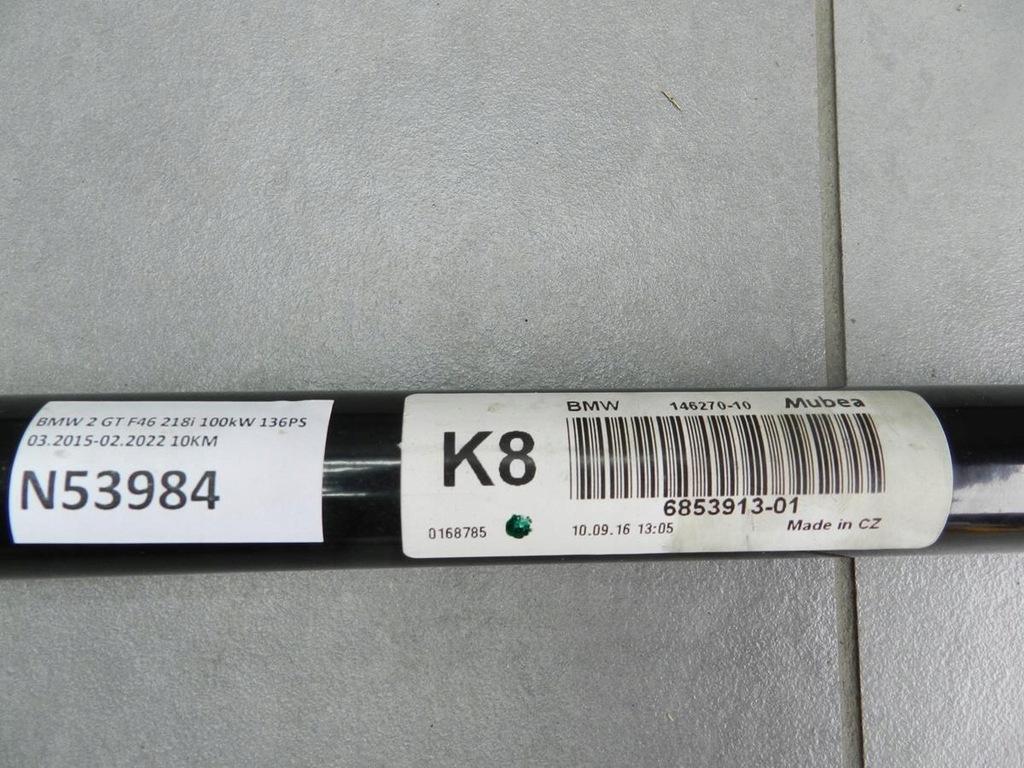 BMW 2 GT F46 218i 100kW 136PS
03.2015-02.2022 10KM
N53984
BMW 146270-10 Mubea
K8
6853913-01
0168785 10.09.16 13:05 Made in CZ